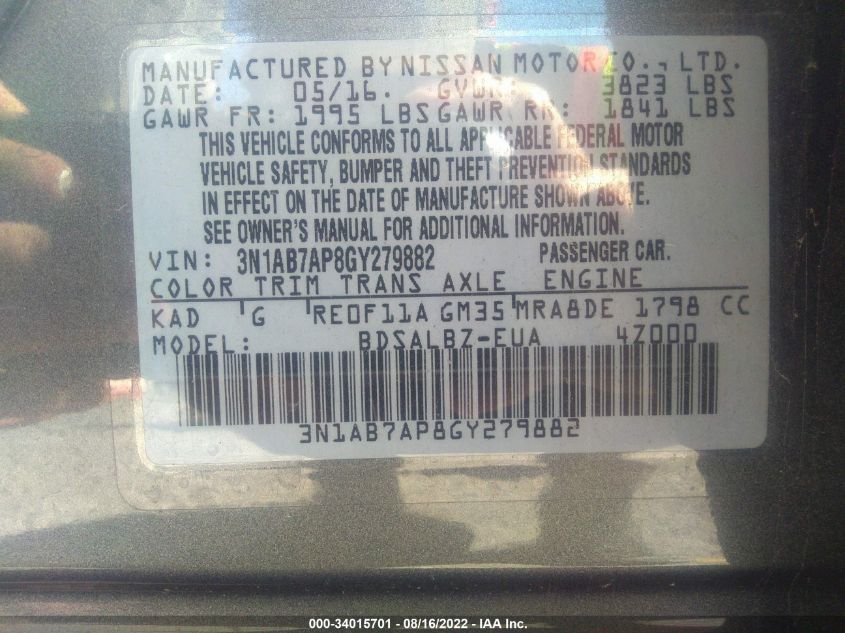 MANUFACTURED BY NISSAN MOTOR CO., LTD.
DATE: 05/16. GVWR: 3823 LBS
GAWR FR: 1995 LBS GAWR RR: 1841 LBS
THIS VEHICLE CONFORMS TO ALL APPLICABLE FEDERAL MOTOR
VEHICLE SAFETY, BUMPER AND THEFT PREVENTION STANDARDS
IN EFFECT ON THE DATE OF MANUFACTURE SHOWN ABOVE.
SEE OWNER'S MANUAL FOR ADDITIONAL INFORMATION.
VIN: 3N1AB7AP8GY279882 PASSENGER CAR.
COLOR TRIM TRANS AXLE ENGINE
KAD G RE0F11A GM35 MRA8DE 1798 CC
MODEL: BDSALBZ-EUA 4Z000
3N1AB7AP8GY279882
000-34015701 - 08/16/2022 - IAA Inc.